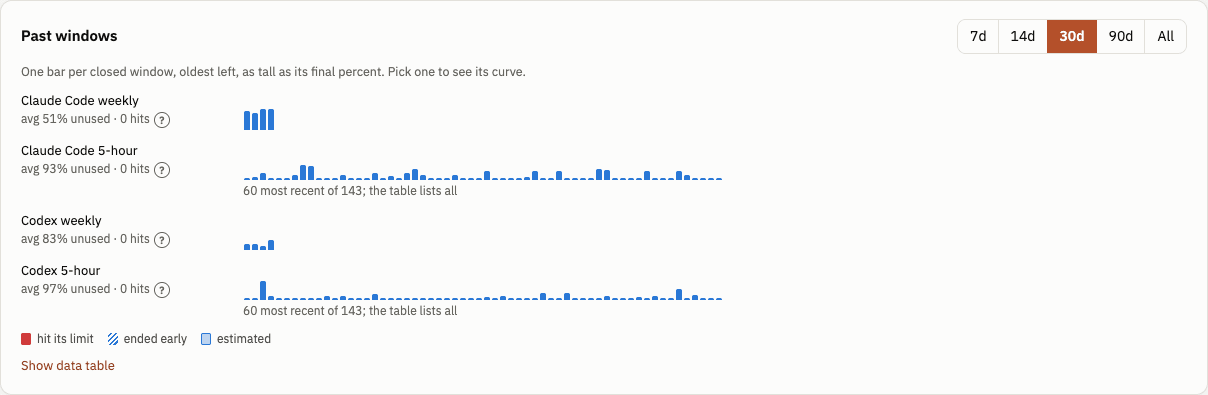 Past windows
7d 14d 30d 90d All
One bar per closed window, oldest left, as tall as its final percent. Pick one to see its curve.
Claude Code weekly
avg 51% unused · 0 hits ?
Claude Code 5-hour
avg 93% unused · 0 hits ?
60 most recent of 143; the table lists all
Codex weekly
avg 83% unused · 0 hits ?
Codex 5-hour
avg 97% unused · 0 hits ?
60 most recent of 143; the table lists all
hit its limit ended early estimated
Show data table